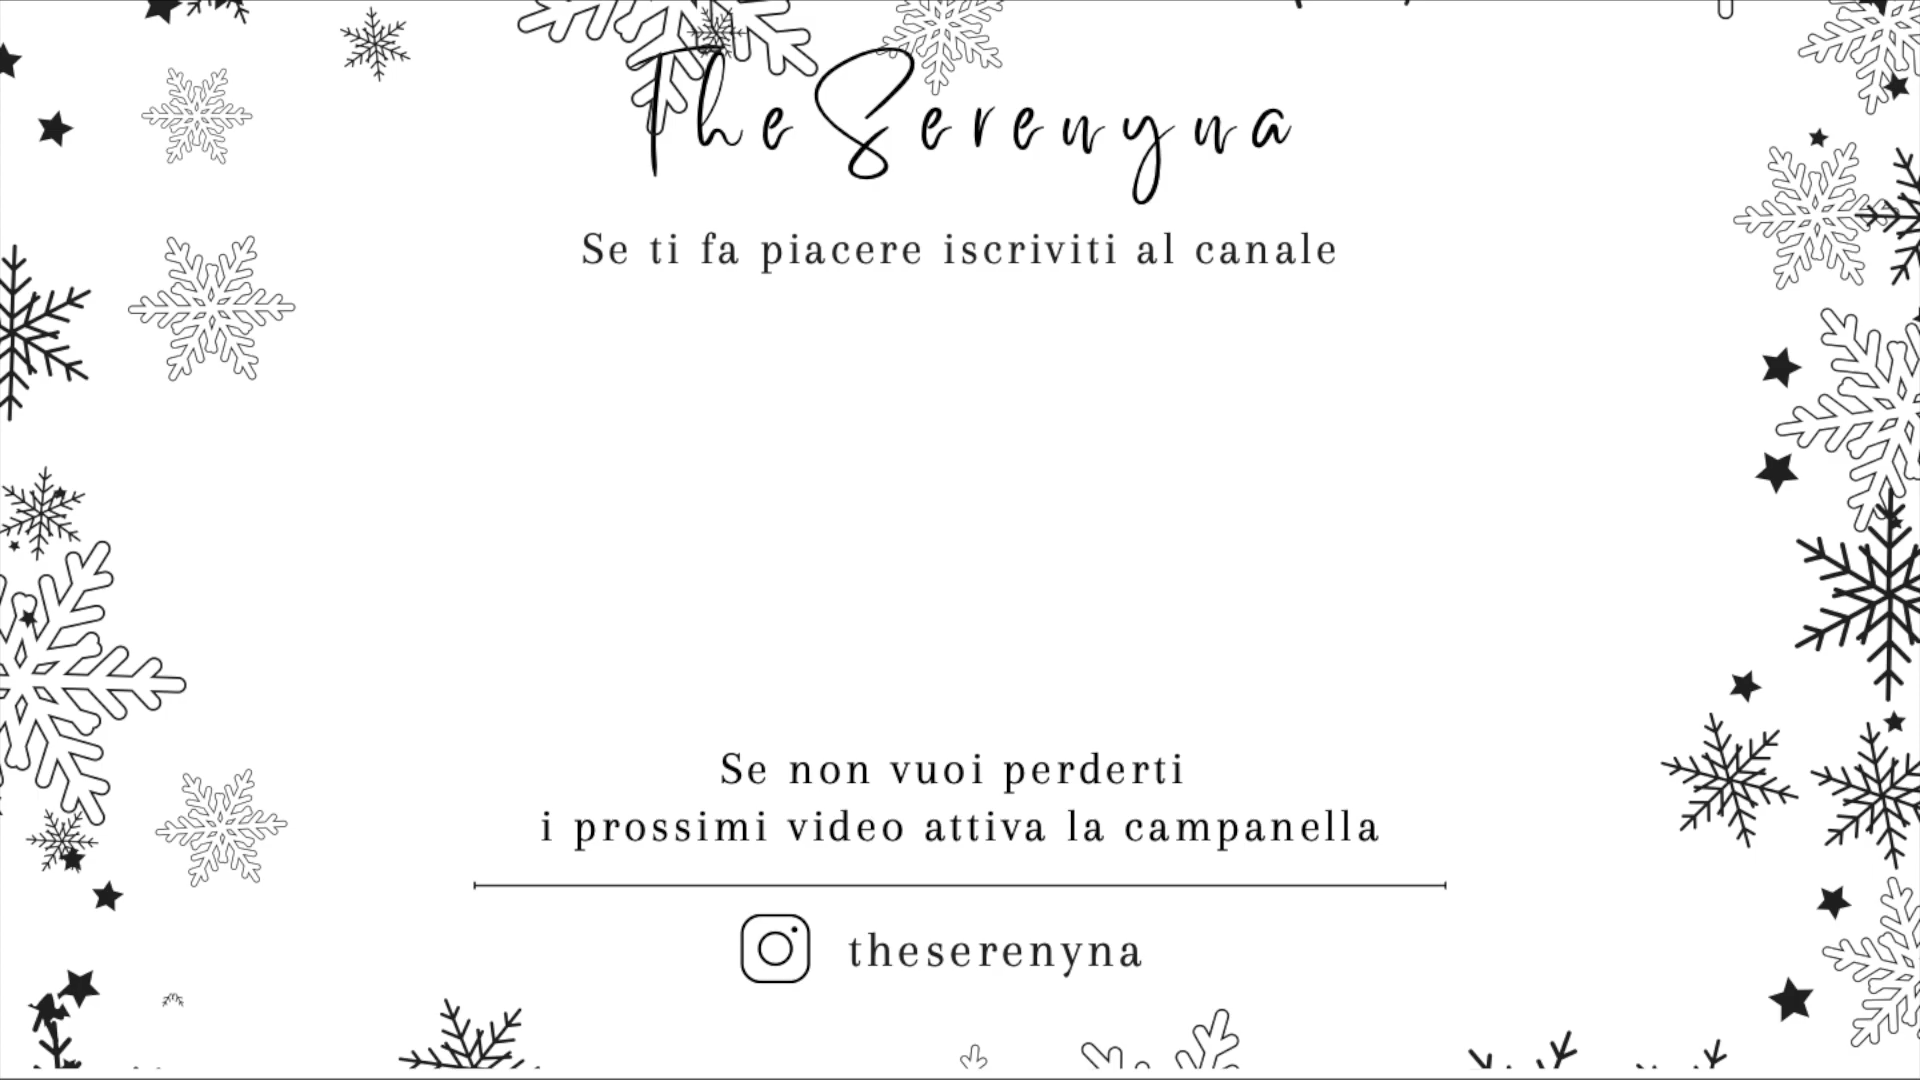 TheSerenyna
Se ti fa piacere iscriviti al canale
Se non vuoi perderti
i prossimi video attiva la campanella
theserenyna